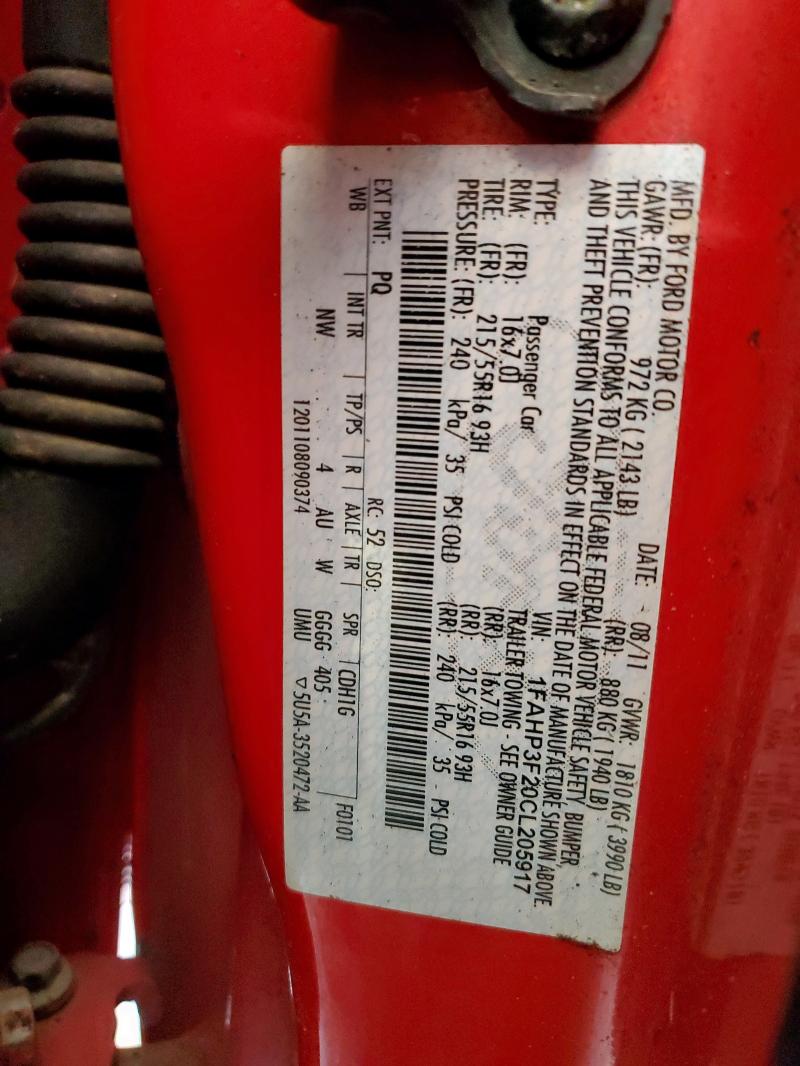 MFD. BY FORD MOTOR CO.
DATE: 08/11 GVWR: 1810 KG ( 3990 LB)
GAWR: (FR): 972 KG ( 2143 LB) (RR): 880 KG ( 1940 LB)
THIS VEHICLE CONFORMS TO ALL APPLICABLE FEDERAL MOTOR VEHICLE SAFETY, BUMPER,
AND THEFT PREVENTION STANDARDS IN EFFECT ON THE DATE OF MANUFACTURE SHOWN ABOVE.
VIN: 1FAHP3F20CL205917
TYPE: Passenger Car TRAILER TOWING - SEE OWNER GUIDE
RIM: (FR): 16x7.0J (RR): 16x7.0J
TIRE: (FR): 215/55R16 93H (RR): 215/55R16 93H
PRESSURE: (FR): 240 kPa/ 35 PSI COLD (RR): 240 kPa/ 35 PSI COLD
EXT PNT: PQ RC: 52 DSO: F0101
WB | INT TR | TP/PS | R | AXLE | TR | SPR | CDH1G
NW 4 AU W GGGG 405
1201108090374 UMU ▽5U5A-3520472-AA